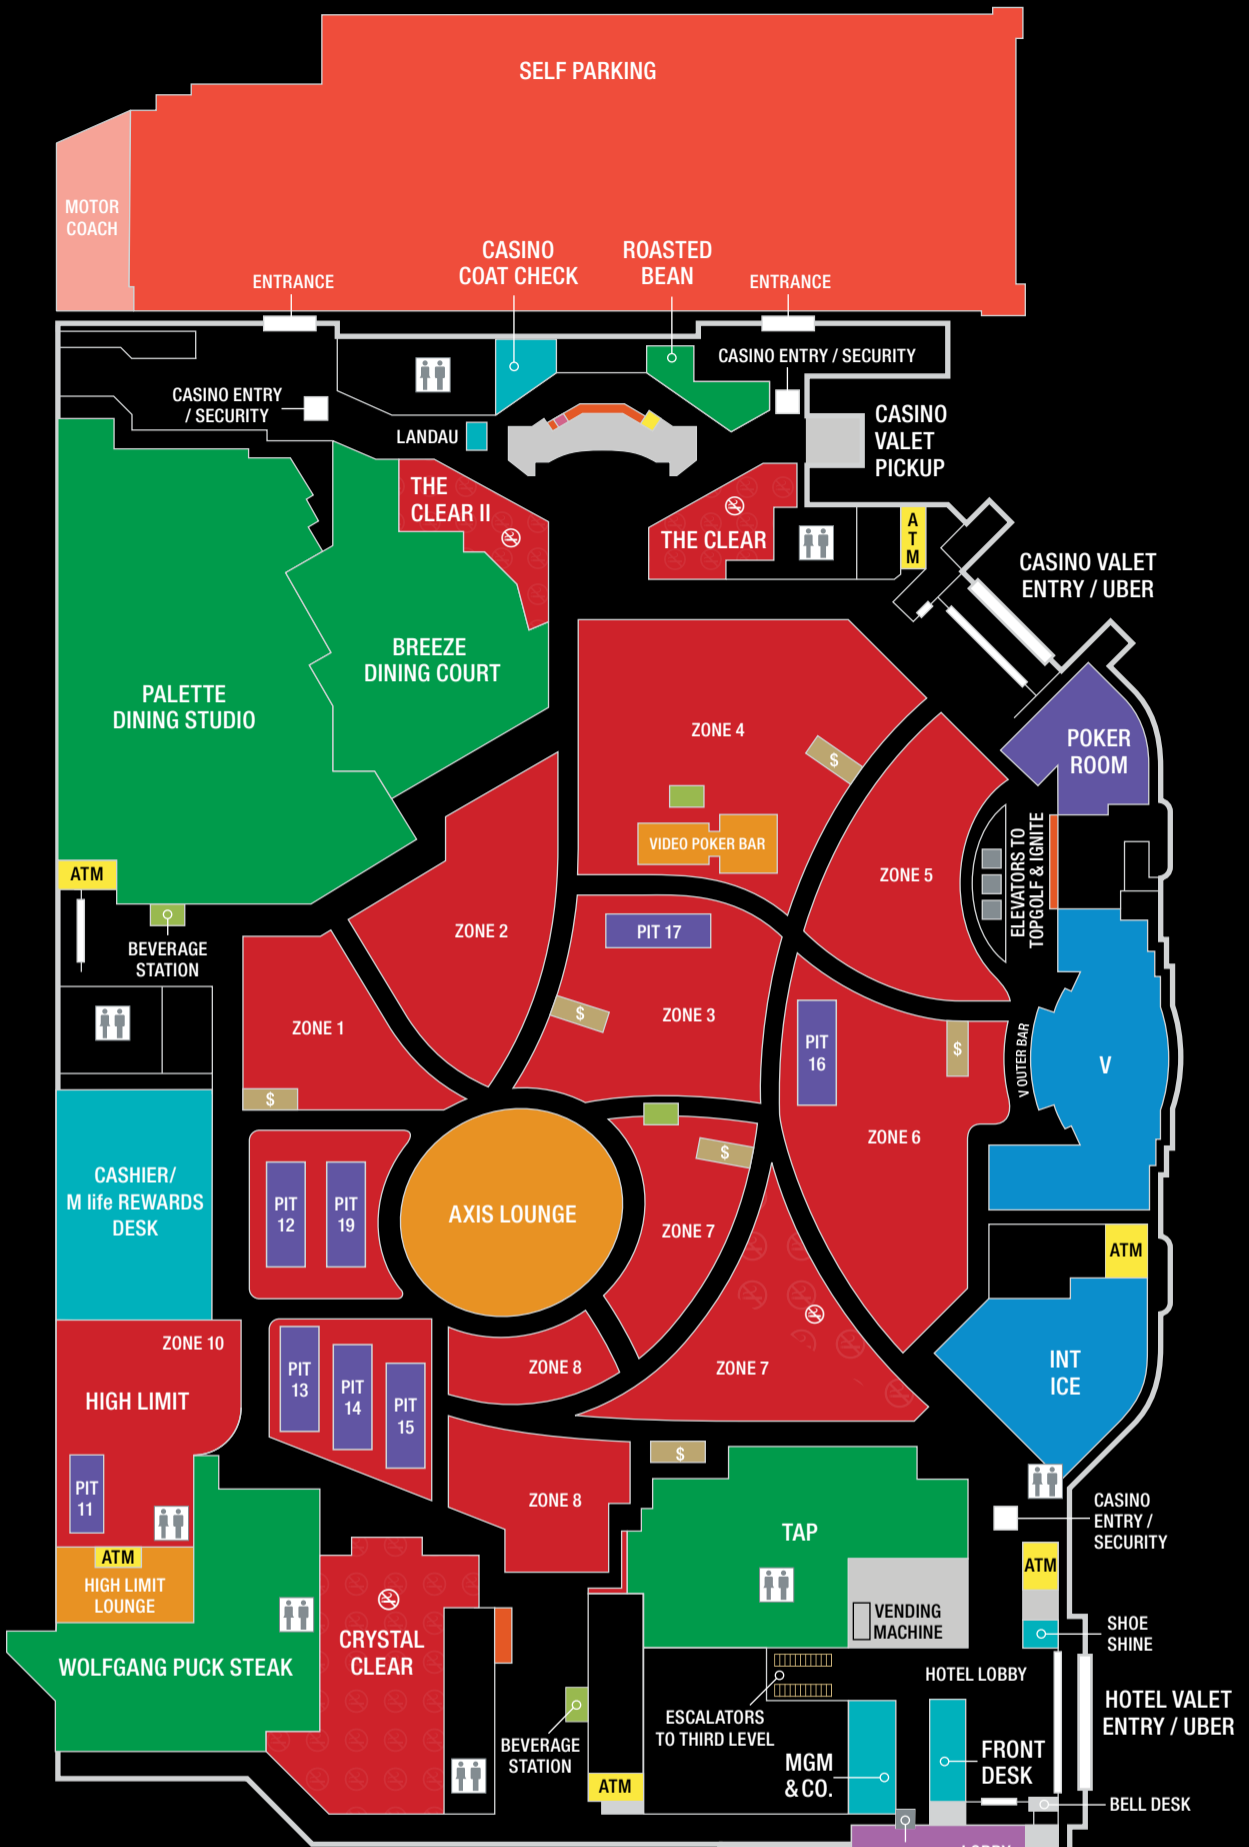 SELF PARKING
MOTOR
COACH
CASINO
COAT CHECK
ROASTED
BEAN
ENTRANCE
ENTRANCE
CASINO ENTRY / SECURITY
CASINO ENTRY
/ SECURITY
LANDAU
CASINO
VALET
PICKUP
THE
CLEAR II
THE CLEAR
A
T
M
CASINO VALET
ENTRY / UBER
BREEZE
DINING COURT
PALETTE
DINING STUDIO
ZONE 4
$
POKER
ROOM
VIDEO POKER BAR
ELEVATORS TO
TOPGOLF & IGNITE
ZONE 5
ATM
ZONE 2
PIT 17
BEVERAGE
STATION
ZONE 1
$
ZONE 3
PIT
16
$
V OUTER BAR
V
$
ZONE 6
$
CASHIER/
M life REWARDS
DESK
PIT
12
PIT
19
AXIS LOUNGE
ZONE 7
ATM
ZONE 10
HIGH LIMIT
PIT
13
PIT
14
PIT
15
ZONE 8
ZONE 7
INT
ICE
PIT
11
ZONE 8
$
TAP
CASINO
ENTRY /
SECURITY
ATM
HIGH LIMIT
LOUNGE
ATM
VENDING
MACHINE
SHOE
SHINE
WOLFGANG PUCK STEAK
CRYSTAL
CLEAR
HOTEL LOBBY
HOTEL VALET
ENTRY / UBER
ESCALATORS
TO THIRD LEVEL
BEVERAGE
STATION
MGM
& CO.
FRONT
DESK
ATM
BELL DESK